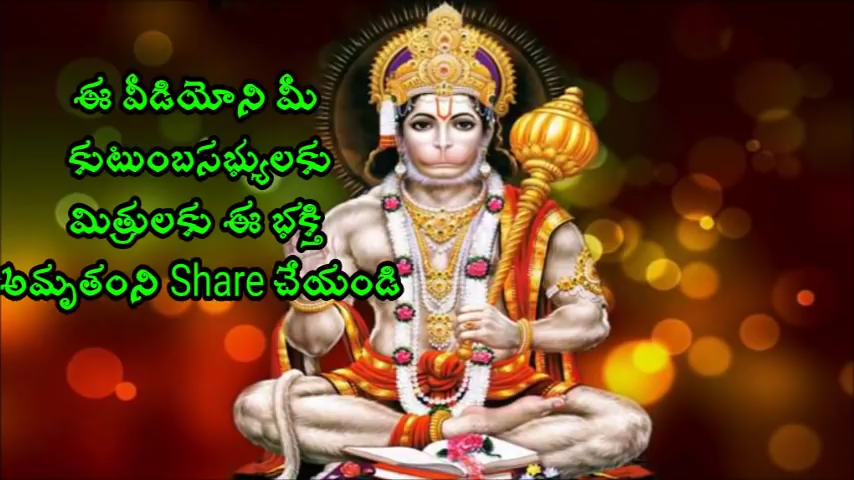 ఈ వీడియోని మీ
కుటుంబసభ్యులకు
మిత్రులకు ఈ భక్తి
అమృతంని Share చేయండి